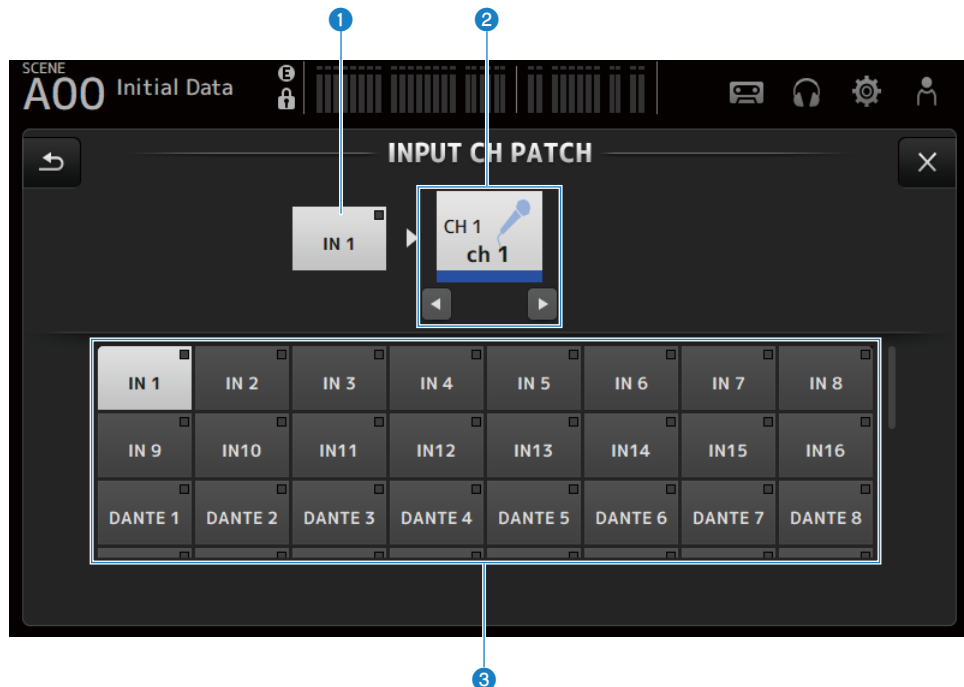 1 2
SCENE
A00 Initial Data E
INPUT CH PATCH
IN 1
CH 1
ch 1
IN 1 IN 2 IN 3 IN 4 IN 5 IN 6 IN 7 IN 8
IN 9 IN10 IN11 IN12 IN13 IN14 IN15 IN16
DANTE 1 DANTE 2 DANTE 3 DANTE 4 DANTE 5 DANTE 6 DANTE 7 DANTE 8
3